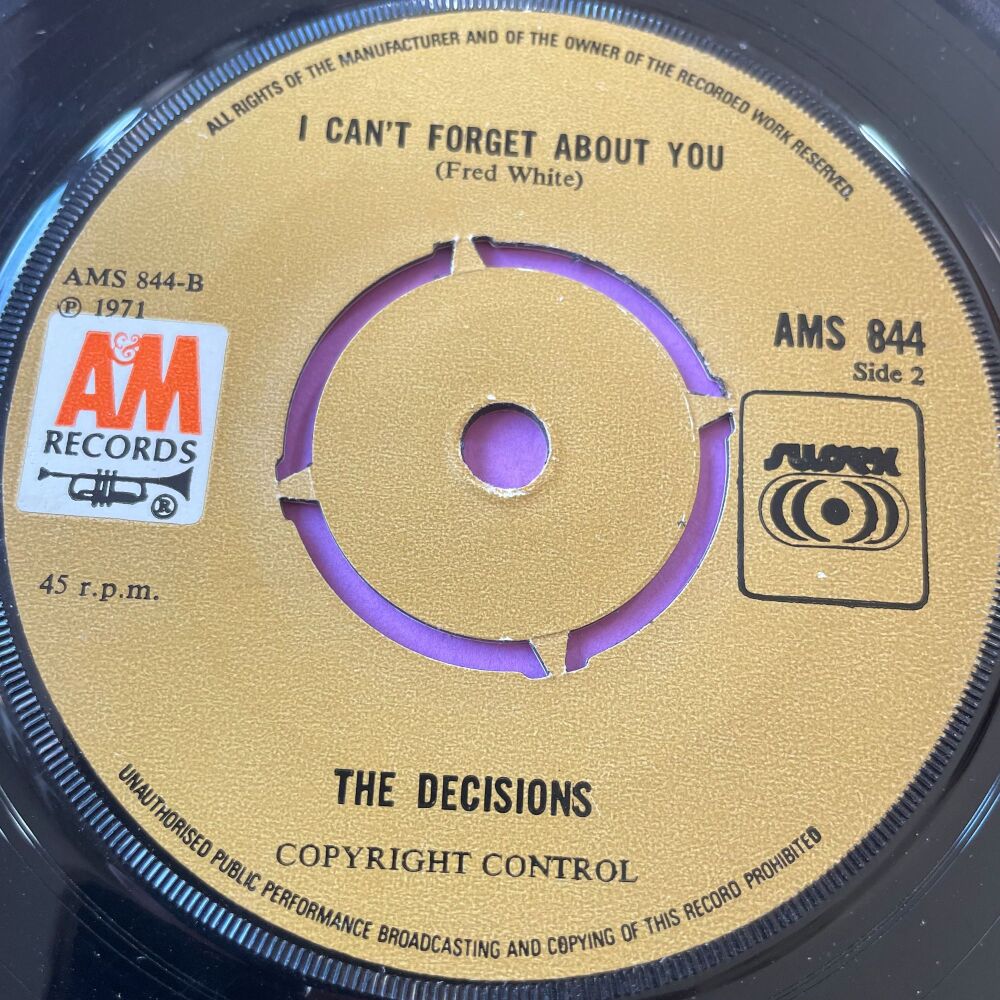 ALL RIGHTS OF THE MANUFACTURER AND OF THE OWNER OF THE RECORDED WORK RESERVED.
I CAN'T FORGET ABOUT YOU
(Fred White)
AMS 844-B
℗ 1971
A&M
RECORDS
®
AMS 844
Side 2
45 r.p.m.
THE DECISIONS
COPYRIGHT CONTROL
UNAUTHORISED PUBLIC PERFORMANCE BROADCASTING AND COPYING OF THIS RECORD PROHIBITED